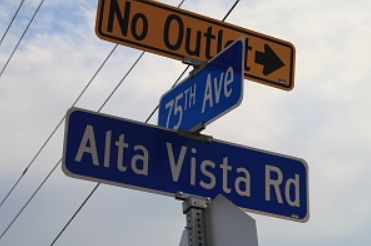 No Outlet
75TH Ave
Alta Vista Rd